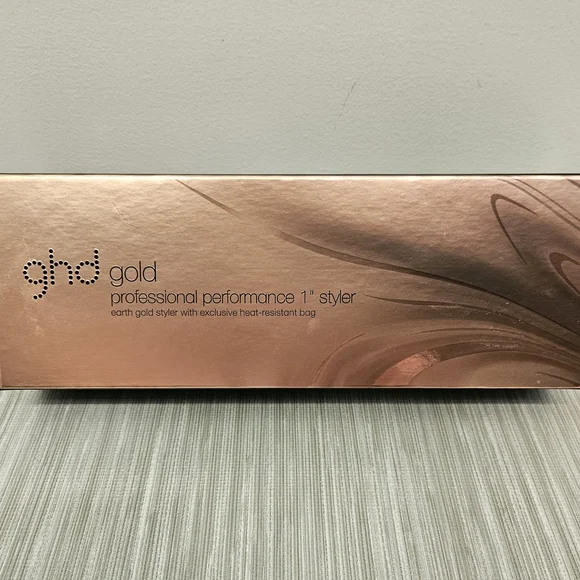 ghd gold
professional performance 1" styler
earth gold styler with exclusive heat-resistant bag